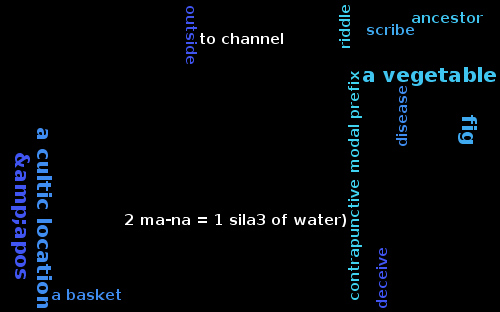 outside
to channel
riddle
scribe
ancestor
a vegetable
disease
fig
contrapunctive modal prefix
a cultic location
&amp;apos
2 ma-na = 1 sila3 of water)
deceive
a basket